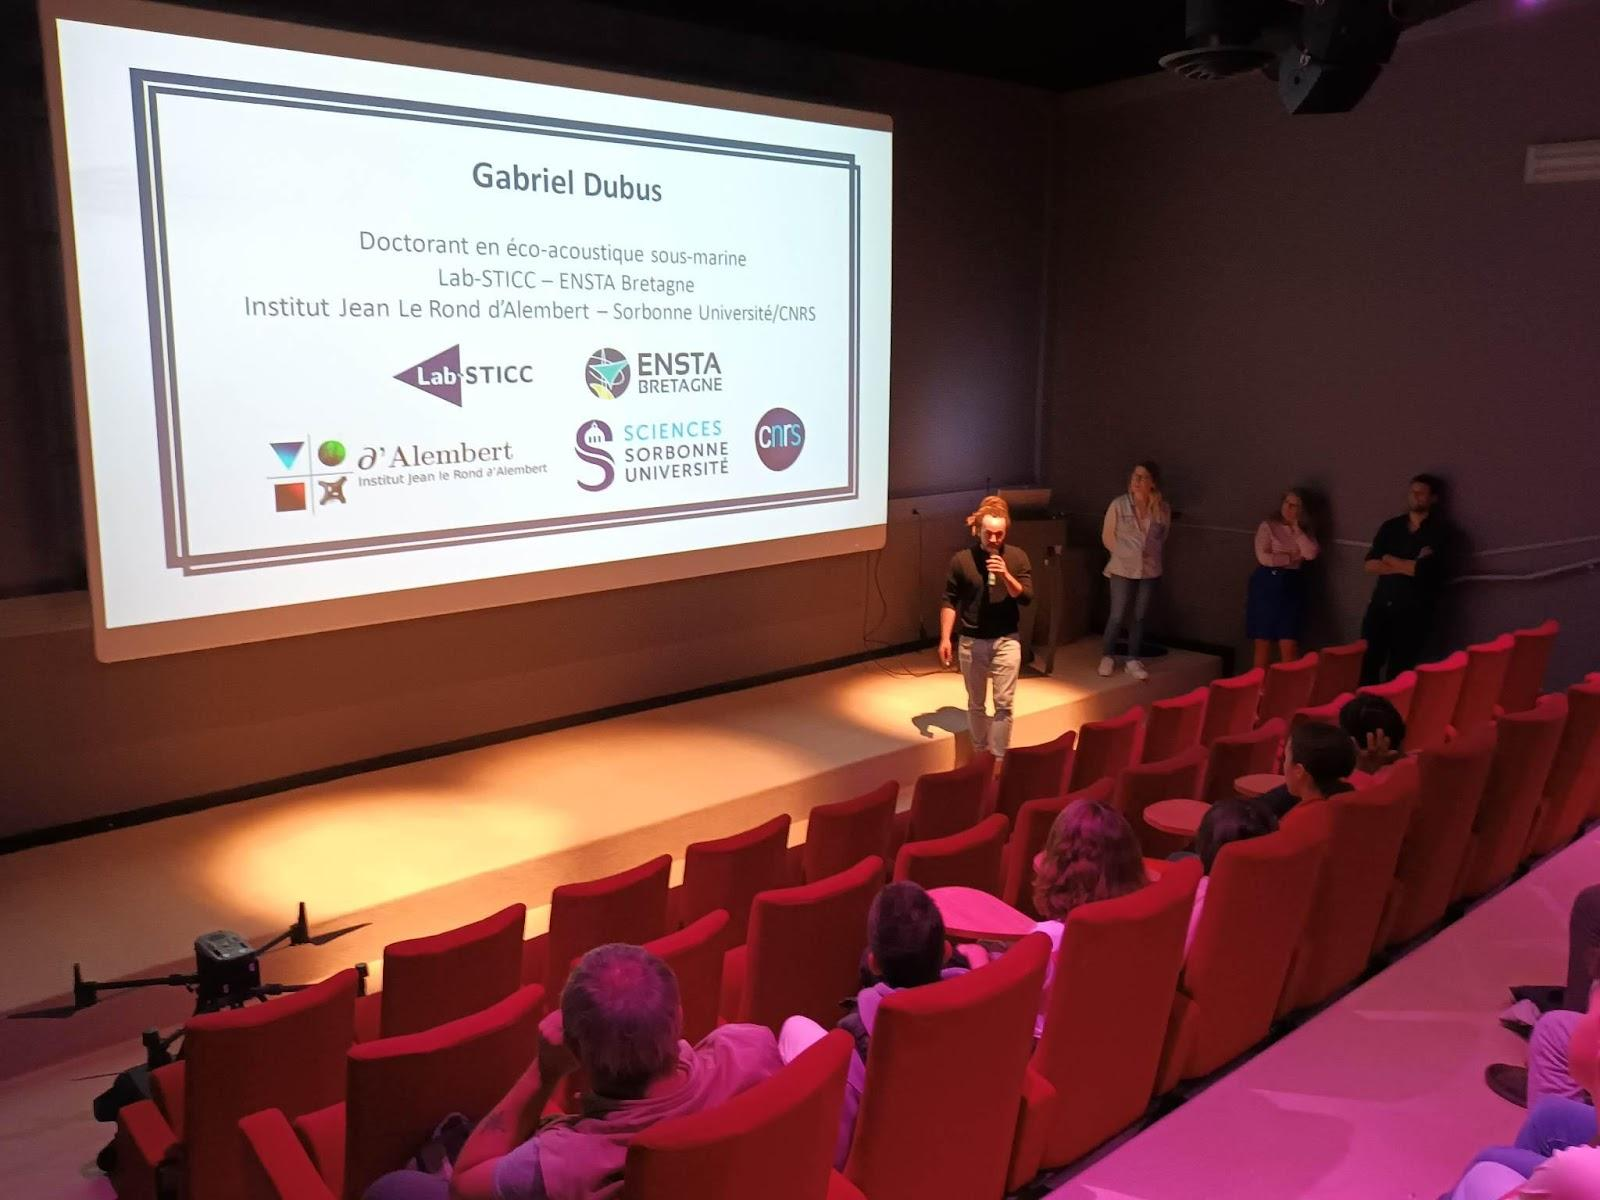 Gabriel Dubus
Doctorant en éco-acoustique sous-marine
Lab-STICC – ENSTA Bretagne
Institut Jean Le Rond d'Alembert – Sorbonne Université/CNRS
Lab-STICC
ENSTA
BRETAGNE
∂'Alembert
Institut Jean le Rond ∂'Alembert
SCIENCES
SORBONNE
UNIVERSITÉ
cnrs